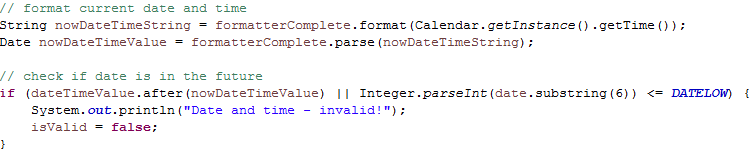 // format current date and time
String nowDateTimeString = formatterComplete.format(Calendar.getInstance().getTime());
Date nowDateTimeValue = formatterComplete.parse(nowDateTimeString);
// check if date is in the future
if (dateTimeValue.after(nowDateTimeValue) || Integer.parseInt(date.substring(6)) <= DATELOW) {
System.out.println("Date and time - invalid!");
isValid = false;
}